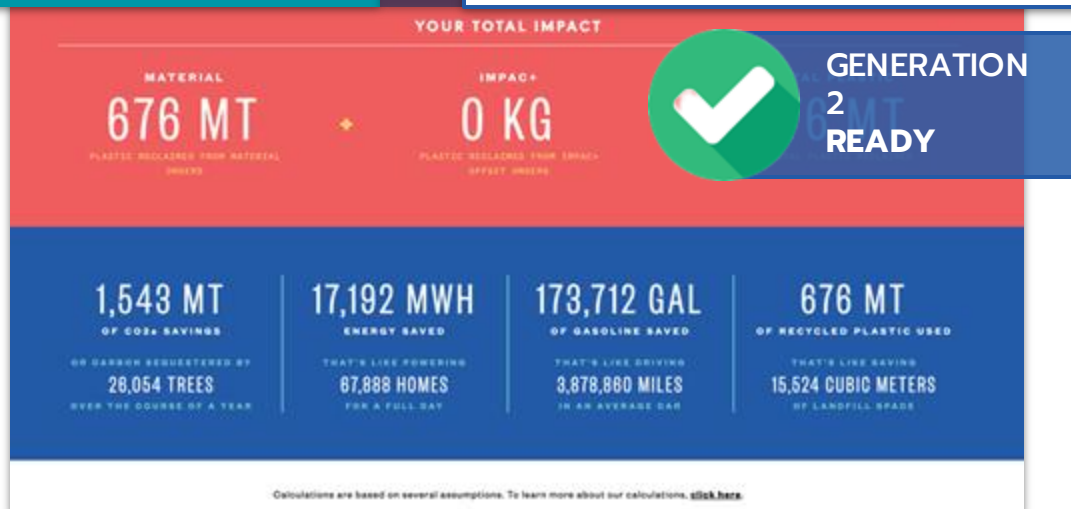 YOUR TOTAL IMPACT
MATERIAL
676 MT
PLASTIC RECLAIMED FROM MATERIAL
ORDERS
+
IMPAC+
0 KG
PLASTIC RECLAIMED FROM IMPAC+
OFFSET ORDERS
GENERATION
2
READY
6 MT
1,543 MT
OF CO2e SAVINGS
OR CARBON SEQUESTERED BY
26,054 TREES
OVER THE COURSE OF A YEAR
17,192 MWH
ENERGY SAVED
THAT'S LIKE POWERING
67,888 HOMES
FOR A FULL DAY
173,712 GAL
OF GASOLINE SAVED
THAT'S LIKE DRIVING
3,878,860 MILES
IN AN AVERAGE CAR
676 MT
OF RECYCLED PLASTIC USED
THAT'S LIKE SAVING
15,524 CUBIC METERS
OF LANDFILL SPACE
Calculations are based on several assumptions. To learn more about our calculations, click here.